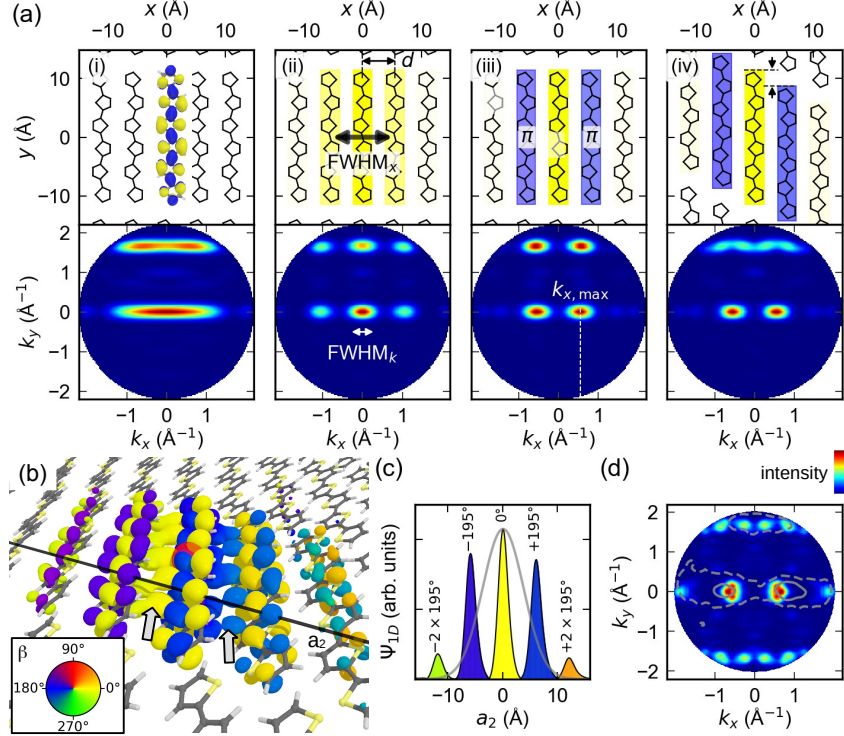 (a)
x (Å) x (Å) x (Å) x (Å)
−10 0 10 −10 0 10 −10 0 10 −10 0 10
(i) (ii) (iii) (iv)
d
y (Å)
10
0
−10
FWHMx
π π
ky (Å−1)
2
1
0
−1
−2
FWHMk
kx, max
−1 0 1 −1 0 1 −1 0 1 −1 0 1
kx (Å−1) kx (Å−1) kx (Å−1) kx (Å−1)
(b)
a2
β
90°
180° 0°
270°
(c)
Ψ1D (arb. units)
−2 × 195°
−195°
0°
+195°
+2 × 195°
−10 0 10
a2 (Å)
(d)
intensity
ky (Å−1)
2
1
0
−1
−2
−1 0 1
kx (Å−1)